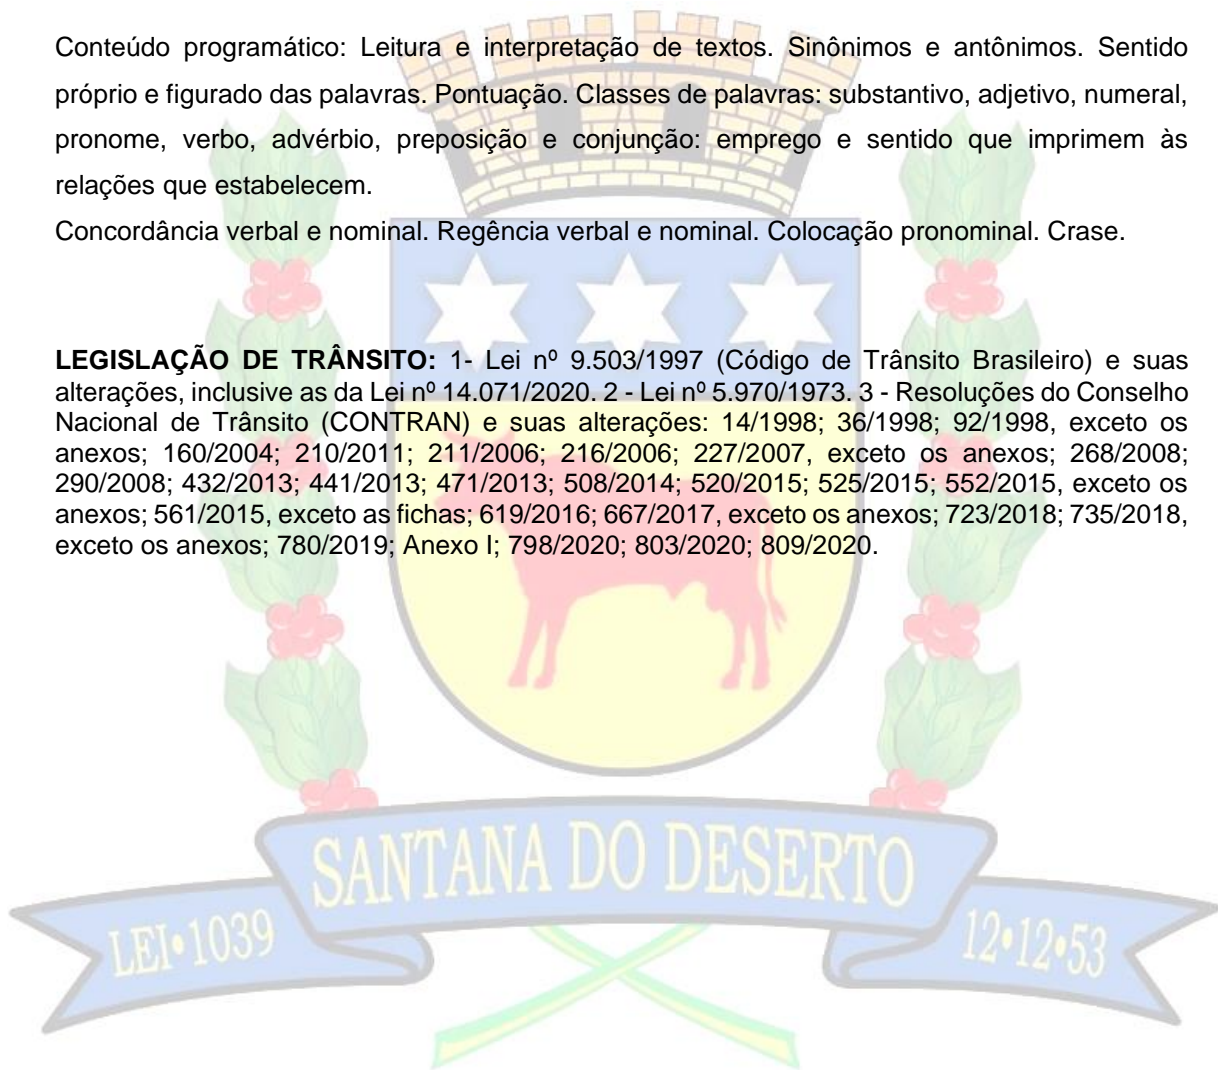 Conteúdo programático: Leitura e interpretação de textos. Sinônimos e antônimos. Sentido
próprio e figurado das palavras. Pontuação. Classes de palavras: substantivo, adjetivo, numeral,
pronome, verbo, advérbio, preposição e conjunção: emprego e sentido que imprimem às
relações que estabelecem.
Concordância verbal e nominal. Regência verbal e nominal. Colocação pronominal. Crase.
LEGISLAÇÃO DE TRÂNSITO: 1- Lei nº 9.503/1997 (Código de Trânsito Brasileiro) e suas
alterações, inclusive as da Lei nº 14.071/2020. 2 - Lei nº 5.970/1973. 3 - Resoluções do Conselho
Nacional de Trânsito (CONTRAN) e suas alterações: 14/1998; 36/1998; 92/1998, exceto os
anexos; 160/2004; 210/2011; 211/2006; 216/2006; 227/2007, exceto os anexos; 268/2008;
290/2008; 432/2013; 441/2013; 471/2013; 508/2014; 520/2015; 525/2015; 552/2015, exceto os
anexos; 561/2015, exceto as fichas; 619/2016; 667/2017, exceto os anexos; 723/2018; 735/2018,
exceto os anexos; 780/2019; Anexo I; 798/2020; 803/2020; 809/2020.
SANTANA DO DESERTO
LEI•1039
12•12•53